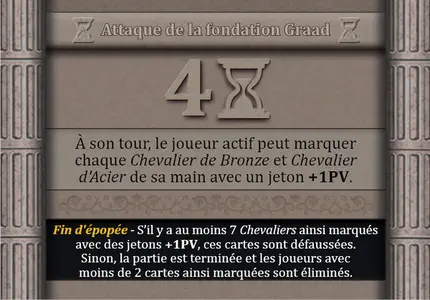 Attaque de la fondation Graad
4
À son tour, le joueur actif peut marquer
chaque Chevalier de Bronze et Chevalier
d'Acier de sa main avec un jeton +1PV.
Fin d'épopée - S'il y a au moins 7 Chevaliers ainsi marqués
avec des jetons +1PV, ces cartes sont défaussées.
Sinon, la partie est terminée et les joueurs avec
moins de 2 cartes ainsi marquées sont éliminés.